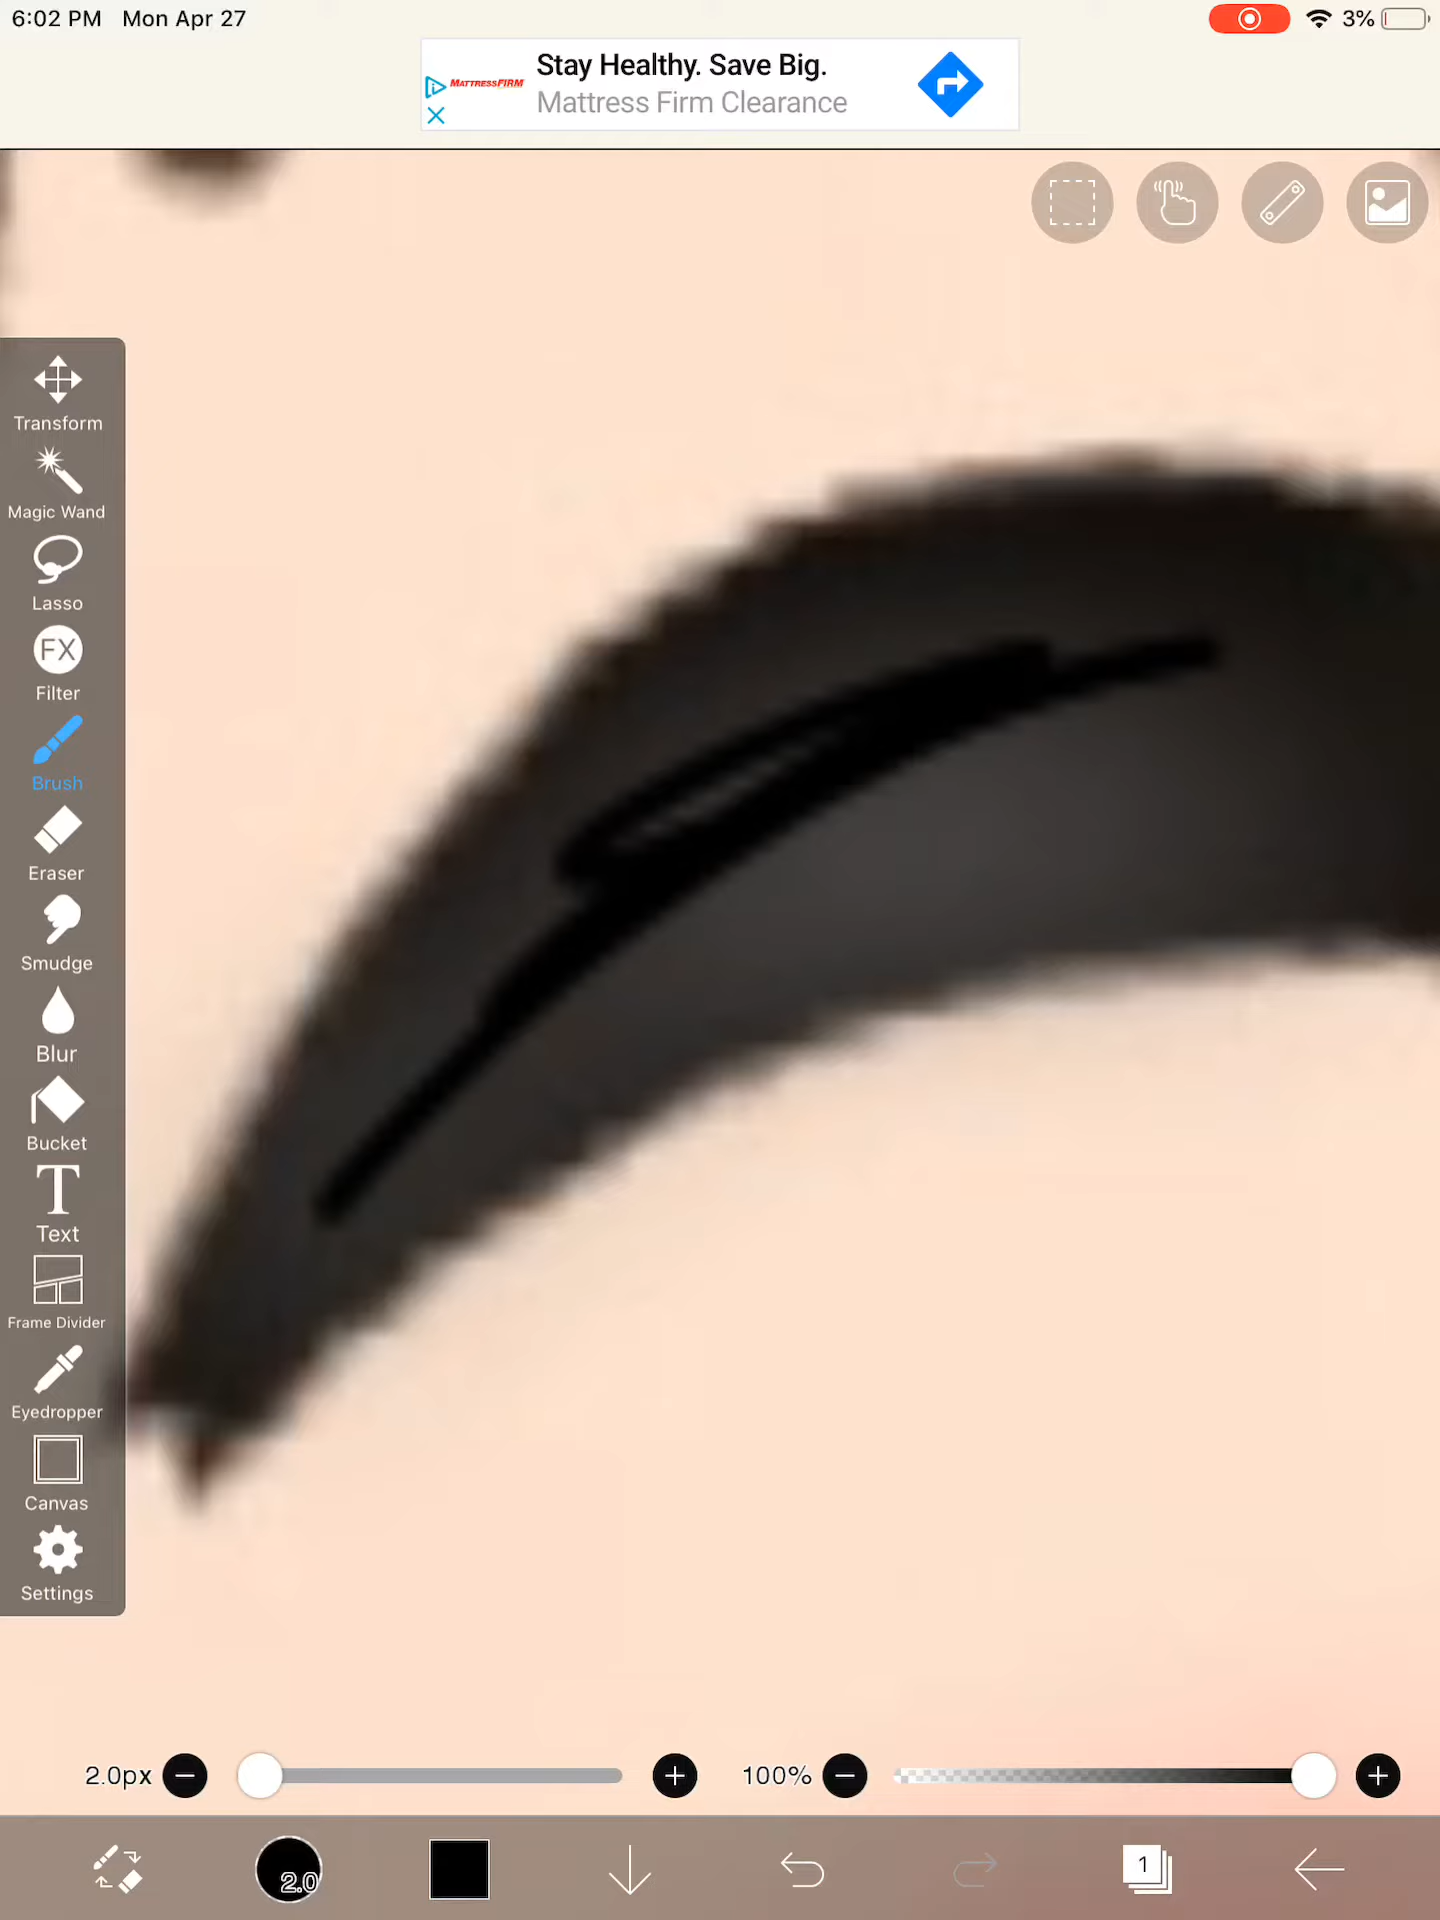 6:02 PM Mon Apr 27
3%
MATTRESSFIRM
Stay Healthy. Save Big.
Mattress Firm Clearance
Transform
Magic Wand
Lasso
FX
Filter
Brush
Eraser
Smudge
Blur
Bucket
T
Text
Frame Divider
Eyedropper
Canvas
Settings
2.0px
100%
2.0
1